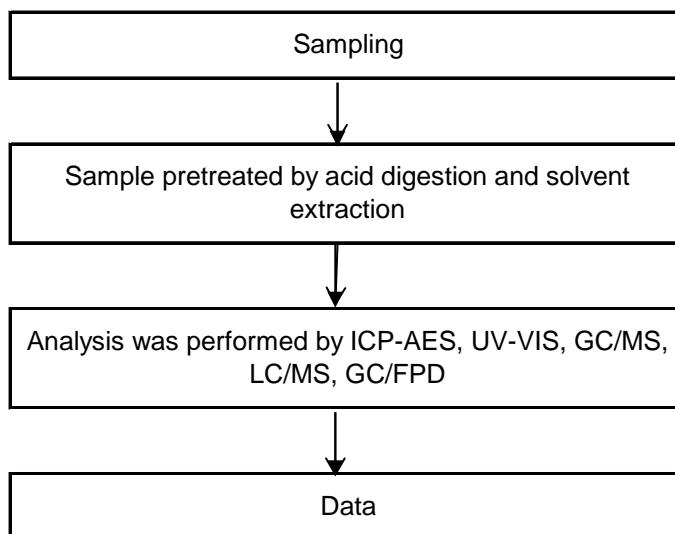 Sampling
Sample pretreated by acid digestion and solvent
extraction
Analysis was performed by ICP-AES, UV-VIS, GC/MS,
LC/MS, GC/FPD
Data